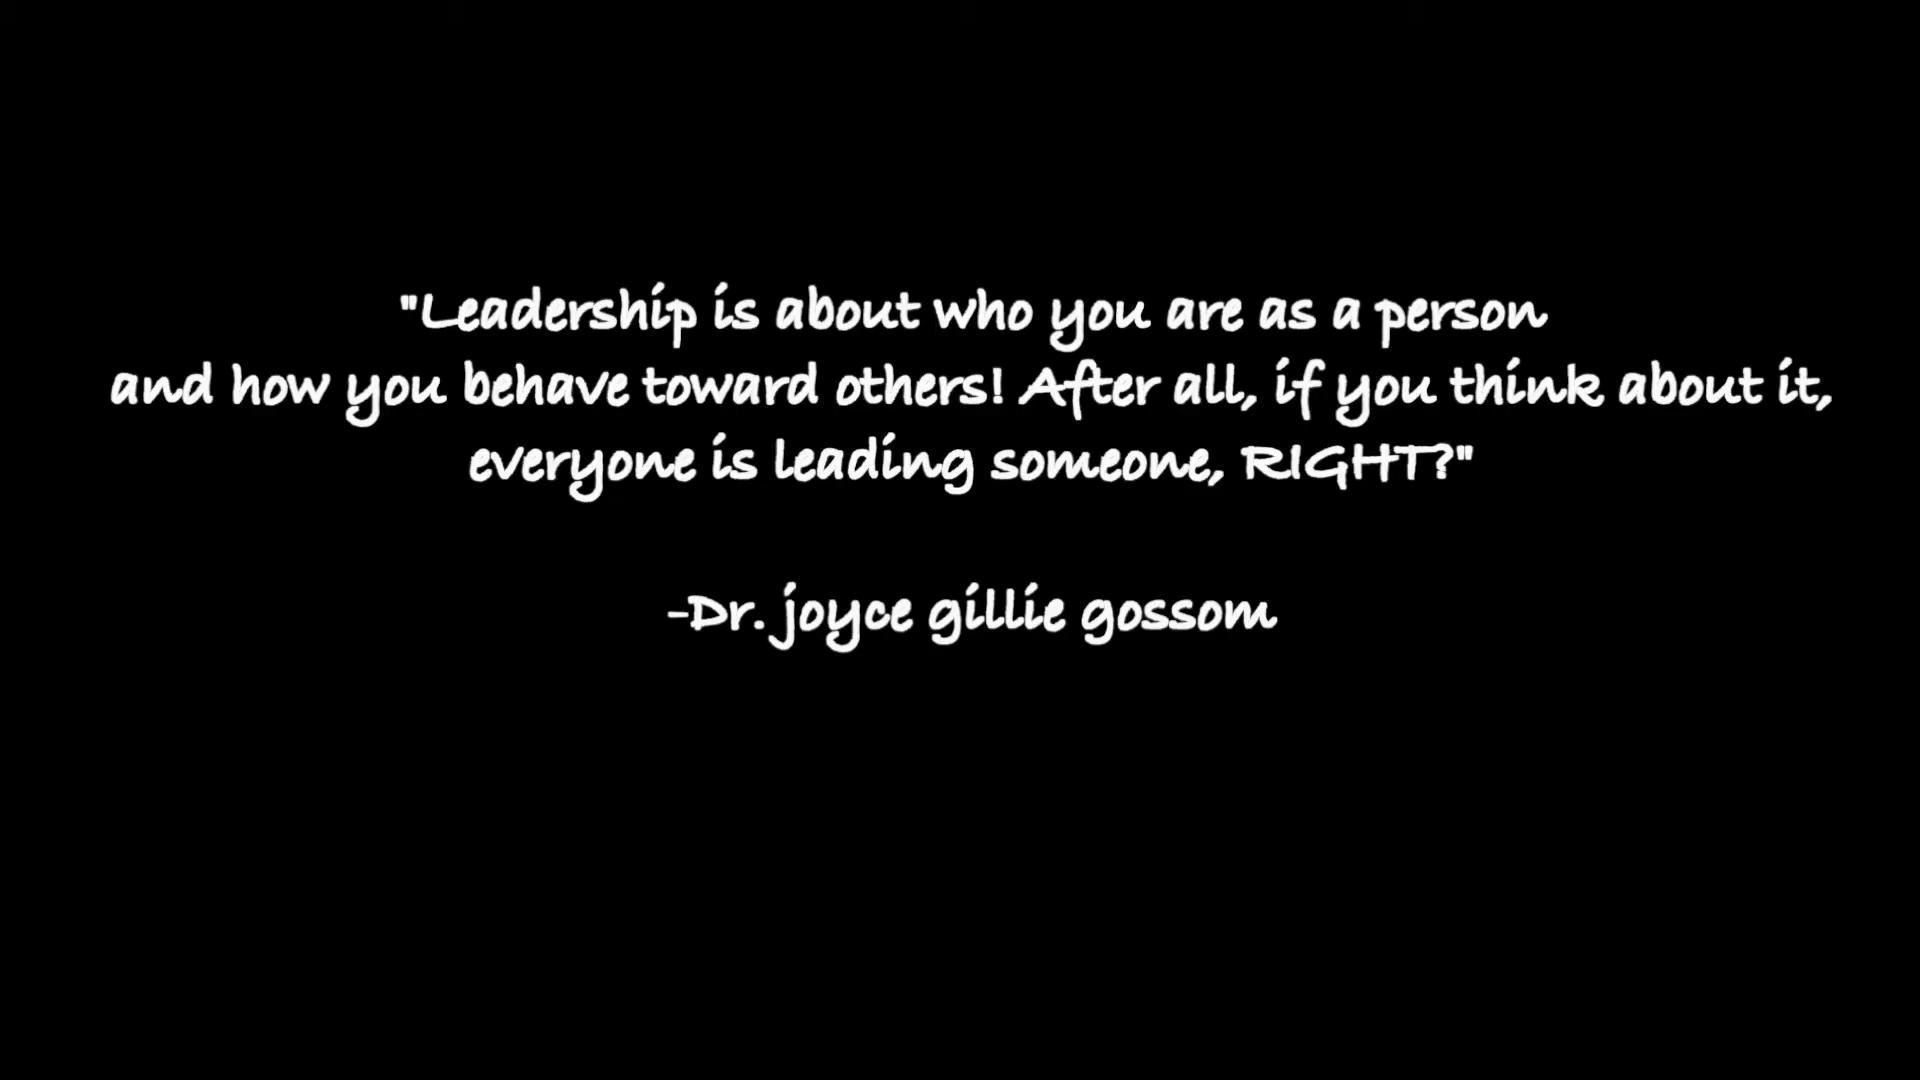 "Leadership is about who you are as a person
and how you behave toward others! After all, if you think about it,
everyone is leading someone, RIGHT?"
-Dr. joyce gillie gossom